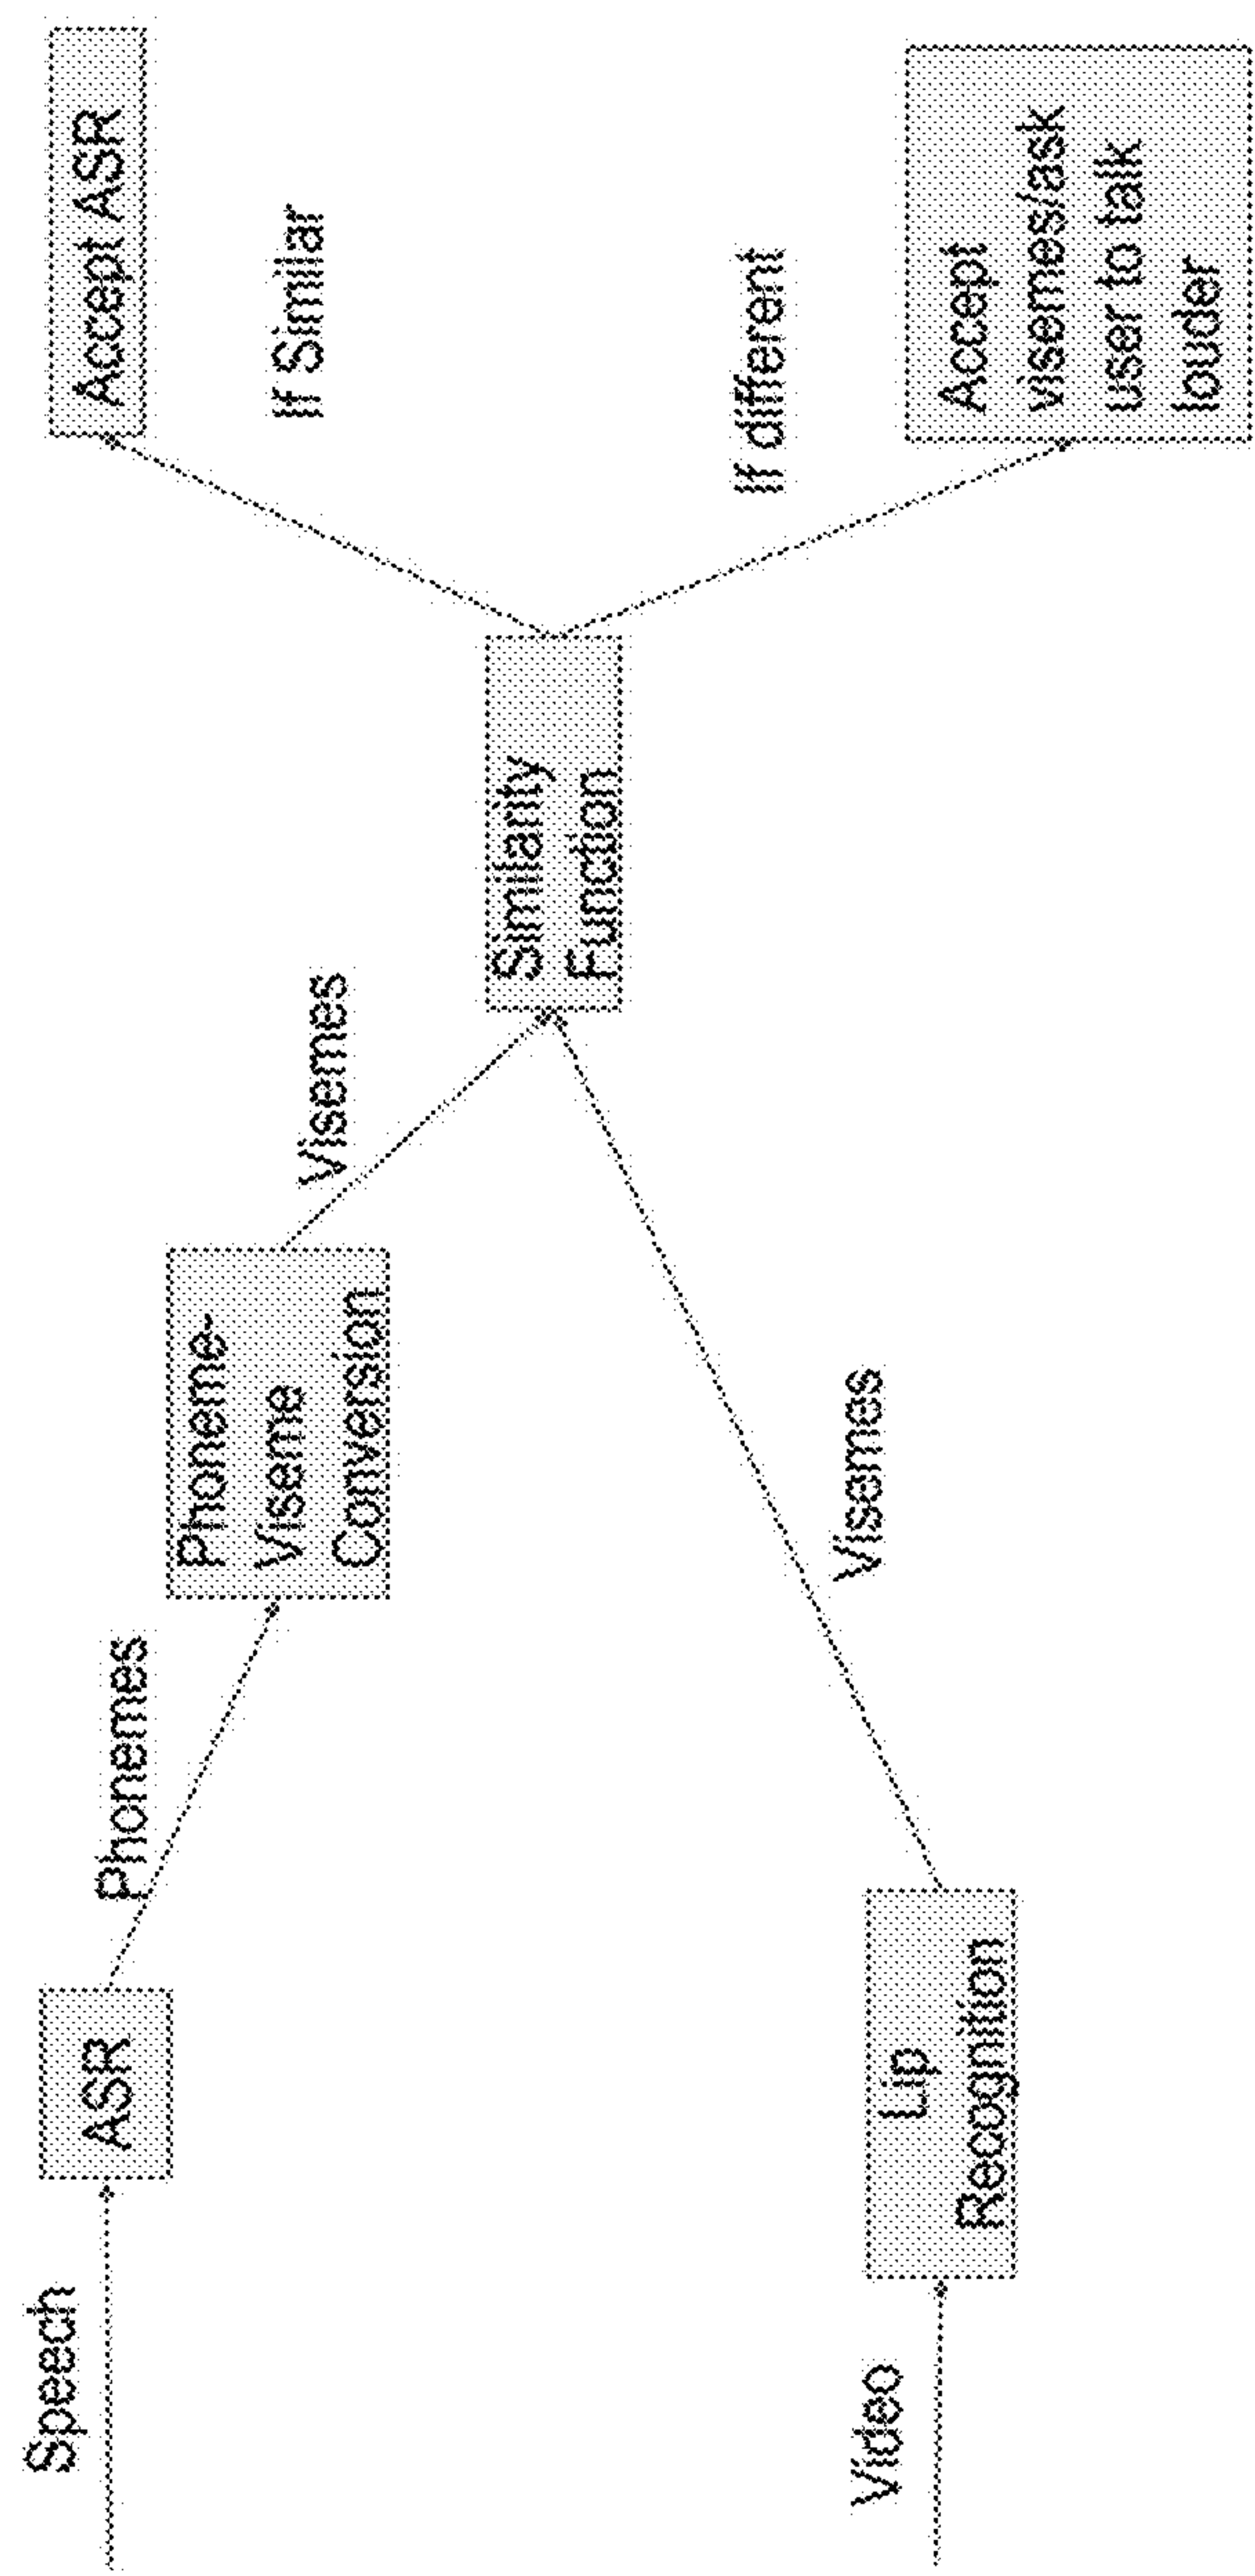 Speech
ASR
Phonemes
Phoneme-
Viseme
Conversion
Visemes
Video
Lip
Recognition
Visemes
Similarity
Function
If Similar
Accept ASR
If different
Accept
visemes/ask
user to talk
louder